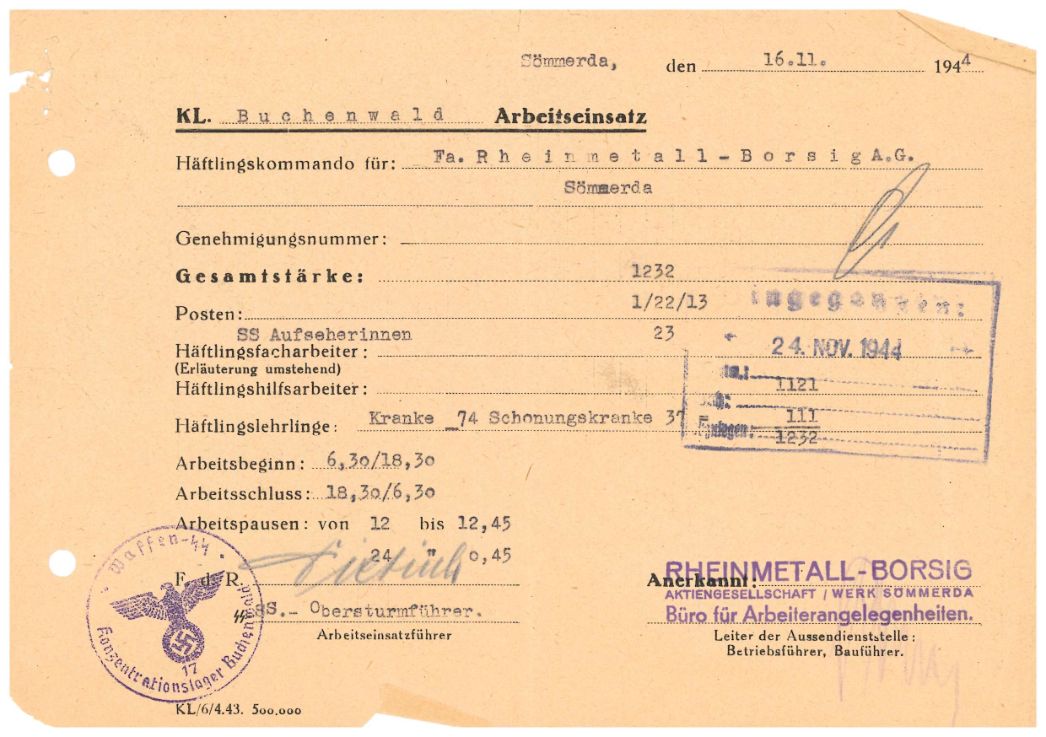 Sömmerda, den 16.11. 1944
KL. Buchenwald Arbeitseinsatz
Häftlingskommando für: Fa. Rheinmetall-Borsig A.G.
Sömmerda
Genehmigungsnummer:
Gesamtstärke: 1232
Posten: 1/22/13
SS Aufseherinnen 23
Häftlingsfacharbeiter:
(Erläuterung umstehend)
Häftlingshilfsarbeiter: 1121
Häftlingslehrlinge: Kranke 74 Schonungskranke 37 111
1232
ingegangen:
24. NOV. 1944
Arbeitsbeginn: 6,30/18,30
Arbeitsschluss: 18,30/6,30
Arbeitspausen: von 12 bis 12,45
24 " 0,45
F. d. R. Dietrich
SS.- Obersturmführer.
Arbeitseinsatzführer
Waffen-SS
Konzentrationslager Buchenwald
17
Anerkannt:
RHEINMETALL-BORSIG
AKTIENGESELLSCHAFT / WERK SÖMMERDA
Büro für Arbeiterangelegenheiten.
Leiter der Aussendienststelle:
Betriebsführer, Bauführer.
KL/6/4.43. 500.000